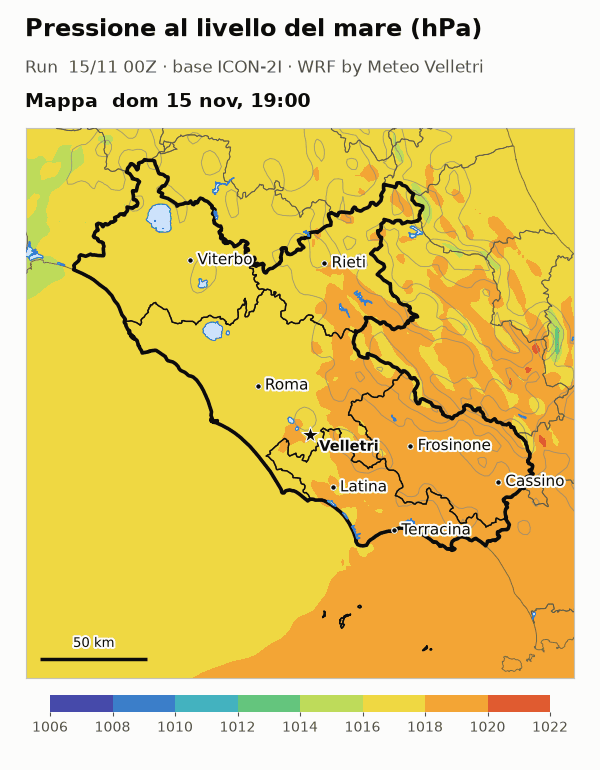 Pressione al livello del mare (hPa)
Run  15/11 00Z · base ICON-2I · WRF by Meteo Velletri
Mappa  dom 15 nov, 19:00
Viterbo
Rieti
Roma
Velletri
Frosinone
Cassino
Latina
Terracina
50 km
1006 1008 1010 1012 1014 1016 1018 1020 1022